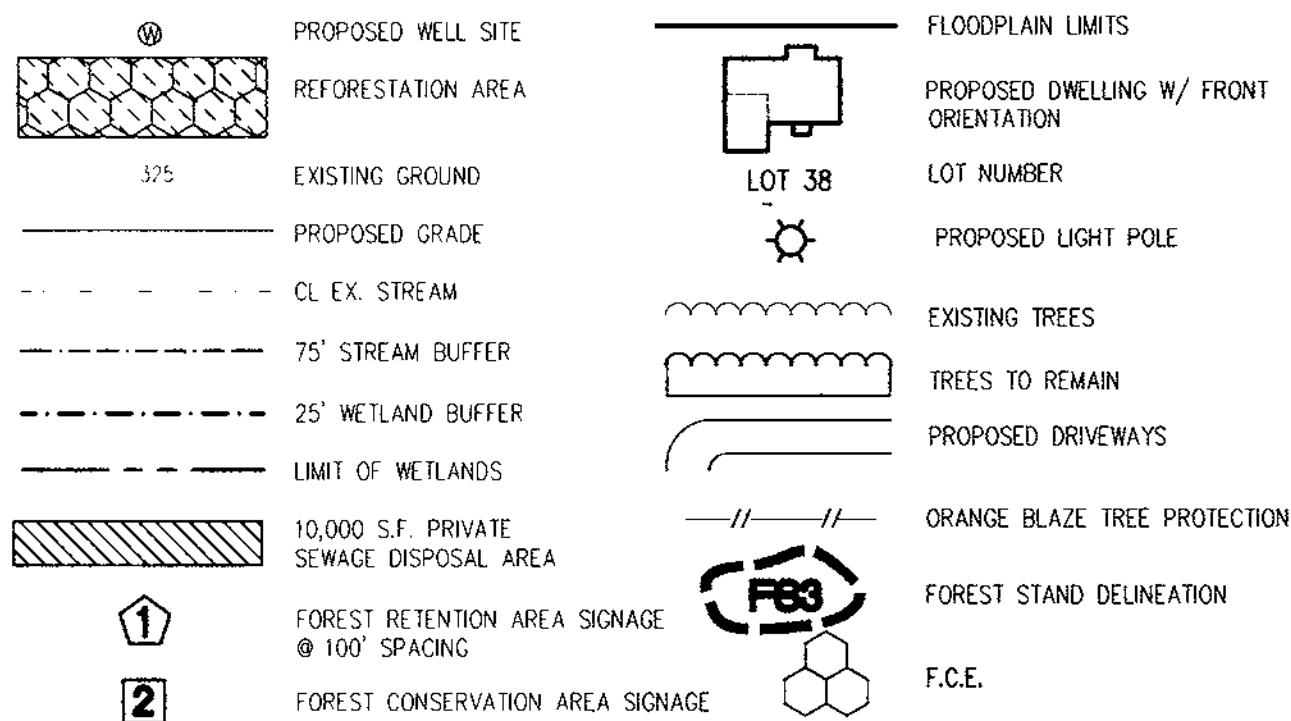 W
PROPOSED WELL SITE
REFORESTATION AREA
325
EXISTING GROUND
PROPOSED GRADE
CL EX. STREAM
75' STREAM BUFFER
25' WETLAND BUFFER
LIMIT OF WETLANDS
10,000 S.F. PRIVATE
SEWAGE DISPOSAL AREA
1
FOREST RETENTION AREA SIGNAGE
@ 100' SPACING
2
FOREST CONSERVATION AREA SIGNAGE
FLOODPLAIN LIMITS
PROPOSED DWELLING W/ FRONT
ORIENTATION
LOT 38
LOT NUMBER
PROPOSED LIGHT POLE
EXISTING TREES
TREES TO REMAIN
PROPOSED DRIVEWAYS
ORANGE BLAZE TREE PROTECTION
FOREST STAND DELINEATION
F.C.E.